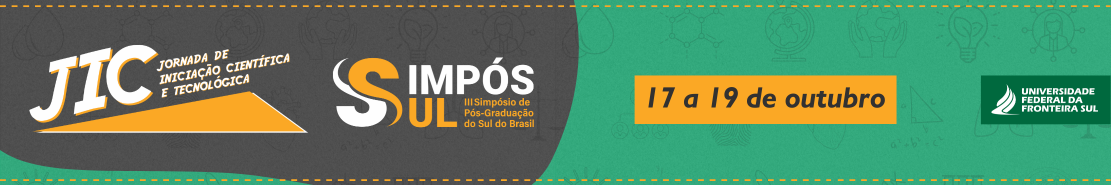 JIC
JORNADA DE
INICIAÇÃO CIENTÍFICA
E TECNOLÓGICA
SIMPÓS
SUL
III Simpósio de
Pós-Graduação
do Sul do Brasil
17 a 19 de outubro
UNIVERSIDADE
FEDERAL DA
FRONTEIRA SUL